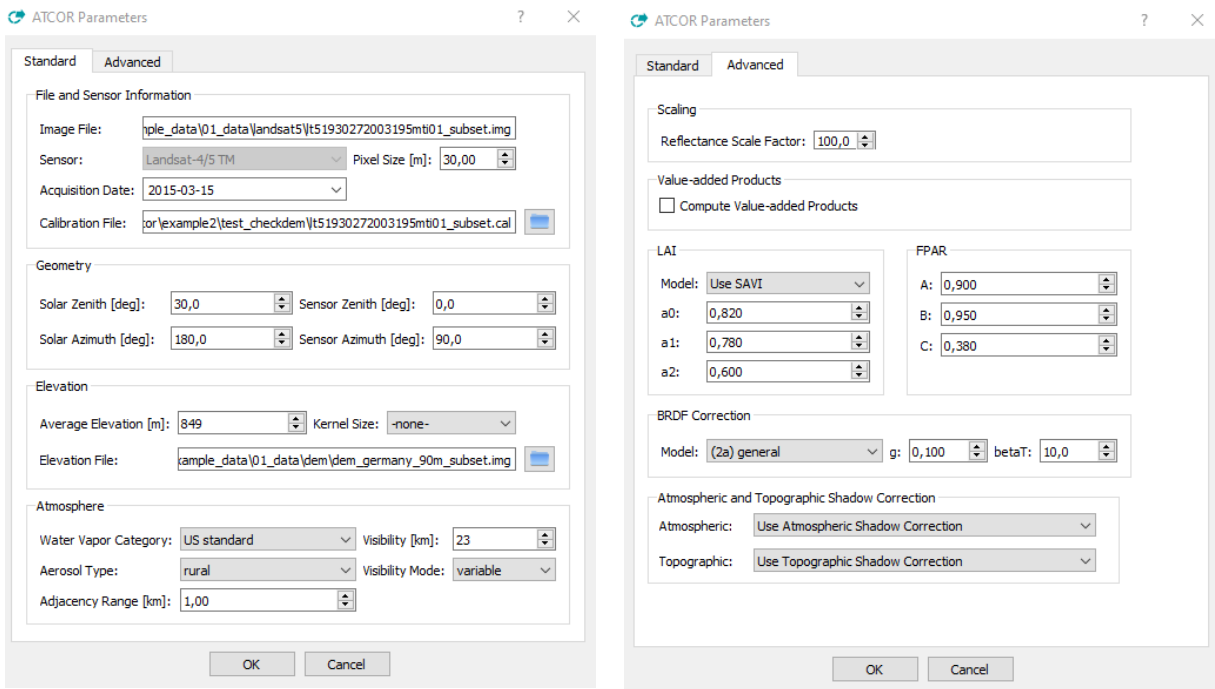 ATCOR Parameters
Standard Advanced
File and Sensor Information
Image File: nple_data\01_data\landsat5\lt51930272003195mti01_subset.img
Sensor: Landsat-4/5 TM Pixel Size [m]: 30,00
Acquisition Date: 2015-03-15
Calibration File: cor\example2\test_checkdem\lt51930272003195mti01_subset.cal
Geometry
Solar Zenith [deg]: 30,0 Sensor Zenith [deg]: 0,0
Solar Azimuth [deg]: 180,0 Sensor Azimuth [deg]: 90,0
Elevation
Average Elevation [m]: 849 Kernel Size: -none-
Elevation File: xample_data\01_data\dem\dem_germany_90m_subset.img
Atmosphere
Water Vapor Category: US standard Visibility [km]: 23
Aerosol Type: rural Visibility Mode: variable
Adjacency Range [km]: 1,00
OK Cancel
ATCOR Parameters
Standard Advanced
Scaling
Reflectance Scale Factor: 100,0
Value-added Products
Compute Value-added Products
LAI
Model: Use SAVI
a0: 0,820
a1: 0,780
a2: 0,600
FPAR
A: 0,900
B: 0,950
C: 0,380
BRDF Correction
Model: (2a) general g: 0,100 betaT: 10,0
Atmospheric and Topographic Shadow Correction
Atmospheric: Use Atmospheric Shadow Correction
Topographic: Use Topographic Shadow Correction
OK Cancel